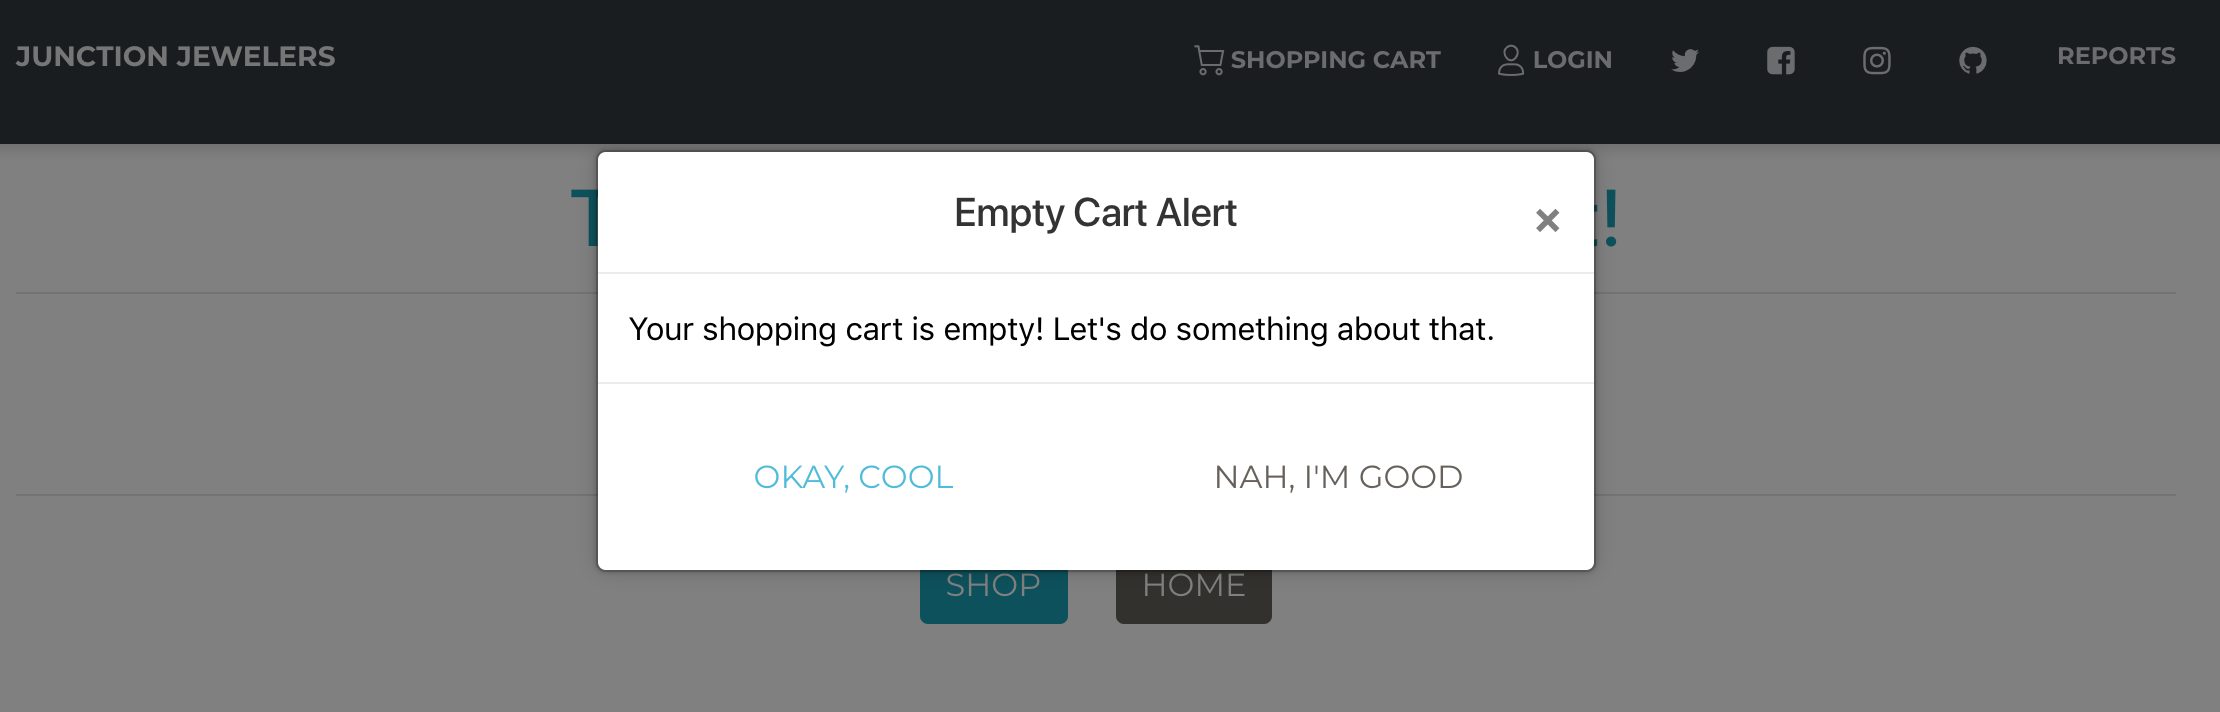 JUNCTION JEWELERS
SHOPPING CART LOGIN REPORTS
Empty Cart Alert
Your shopping cart is empty! Let's do something about that.
OKAY, COOL NAH, I'M GOOD
SHOP HOME